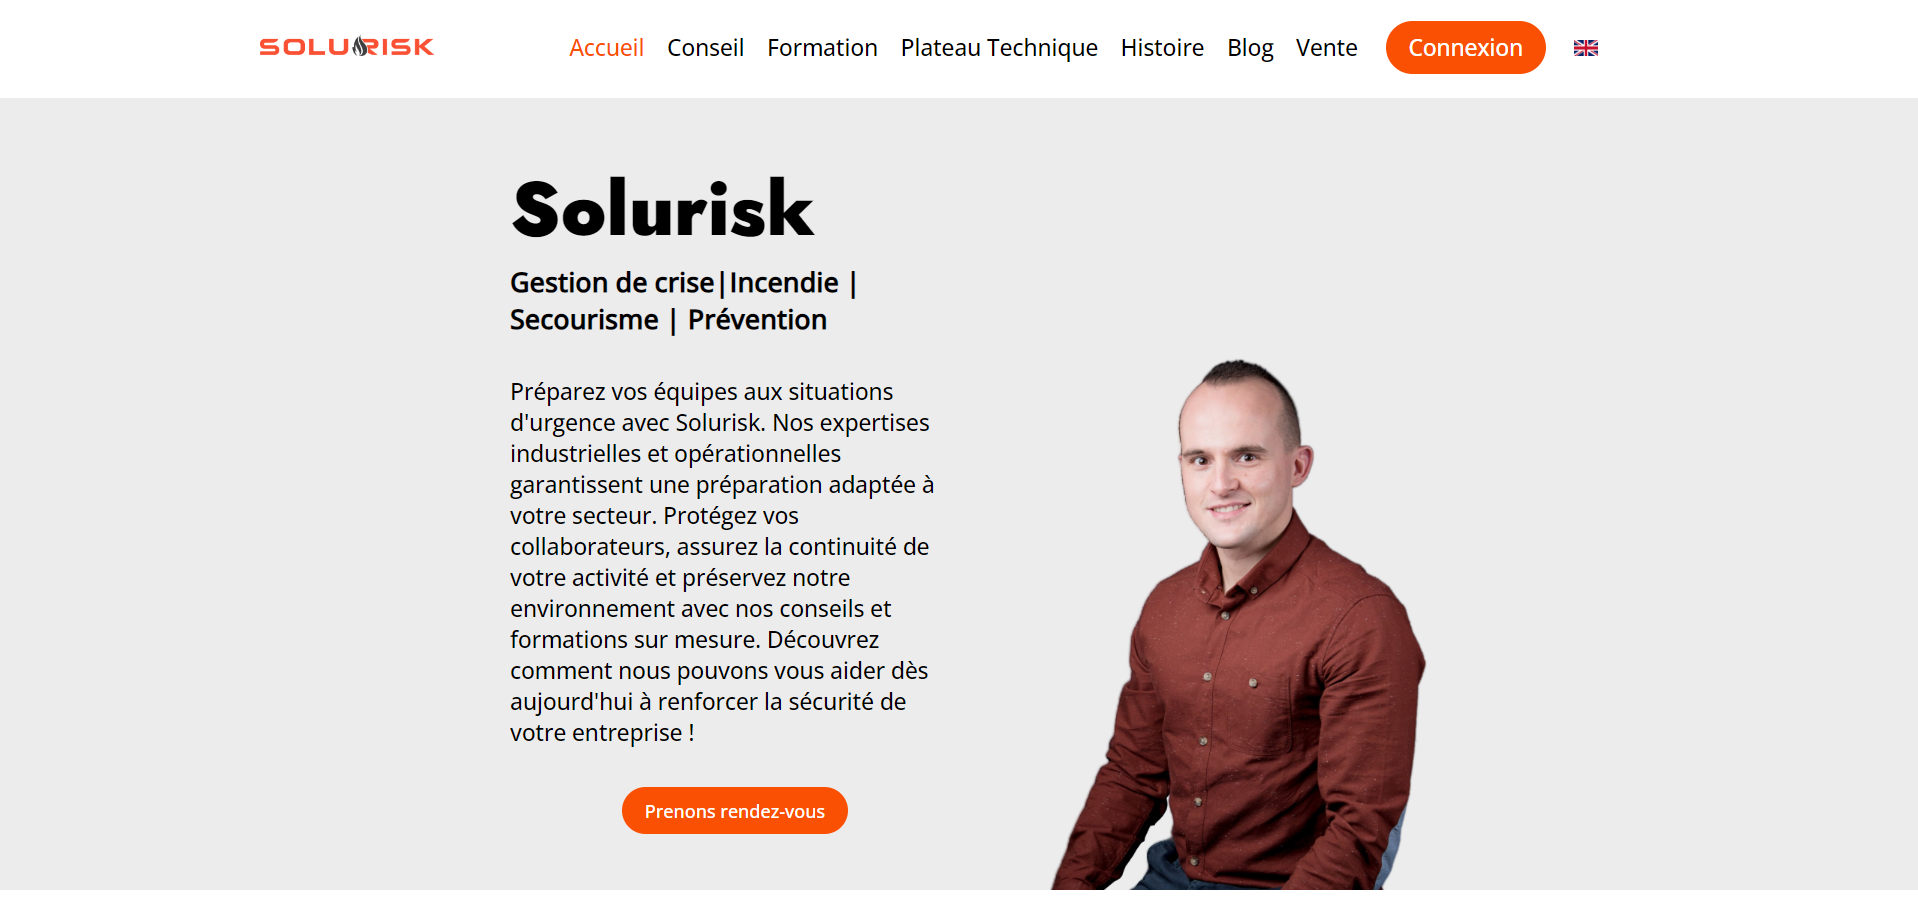 SOLURISK
Accueil Conseil Formation Plateau Technique Histoire Blog Vente Connexion
Solurisk
Gestion de crise|Incendie |
Secourisme | Prévention
Préparez vos équipes aux situations
d'urgence avec Solurisk. Nos expertises
industrielles et opérationnelles
garantissent une préparation adaptée à
votre secteur. Protégez vos
collaborateurs, assurez la continuité de
votre activité et préservez notre
environnement avec nos conseils et
formations sur mesure. Découvrez
comment nous pouvons vous aider dès
aujourd'hui à renforcer la sécurité de
votre entreprise !
Prenons rendez-vous